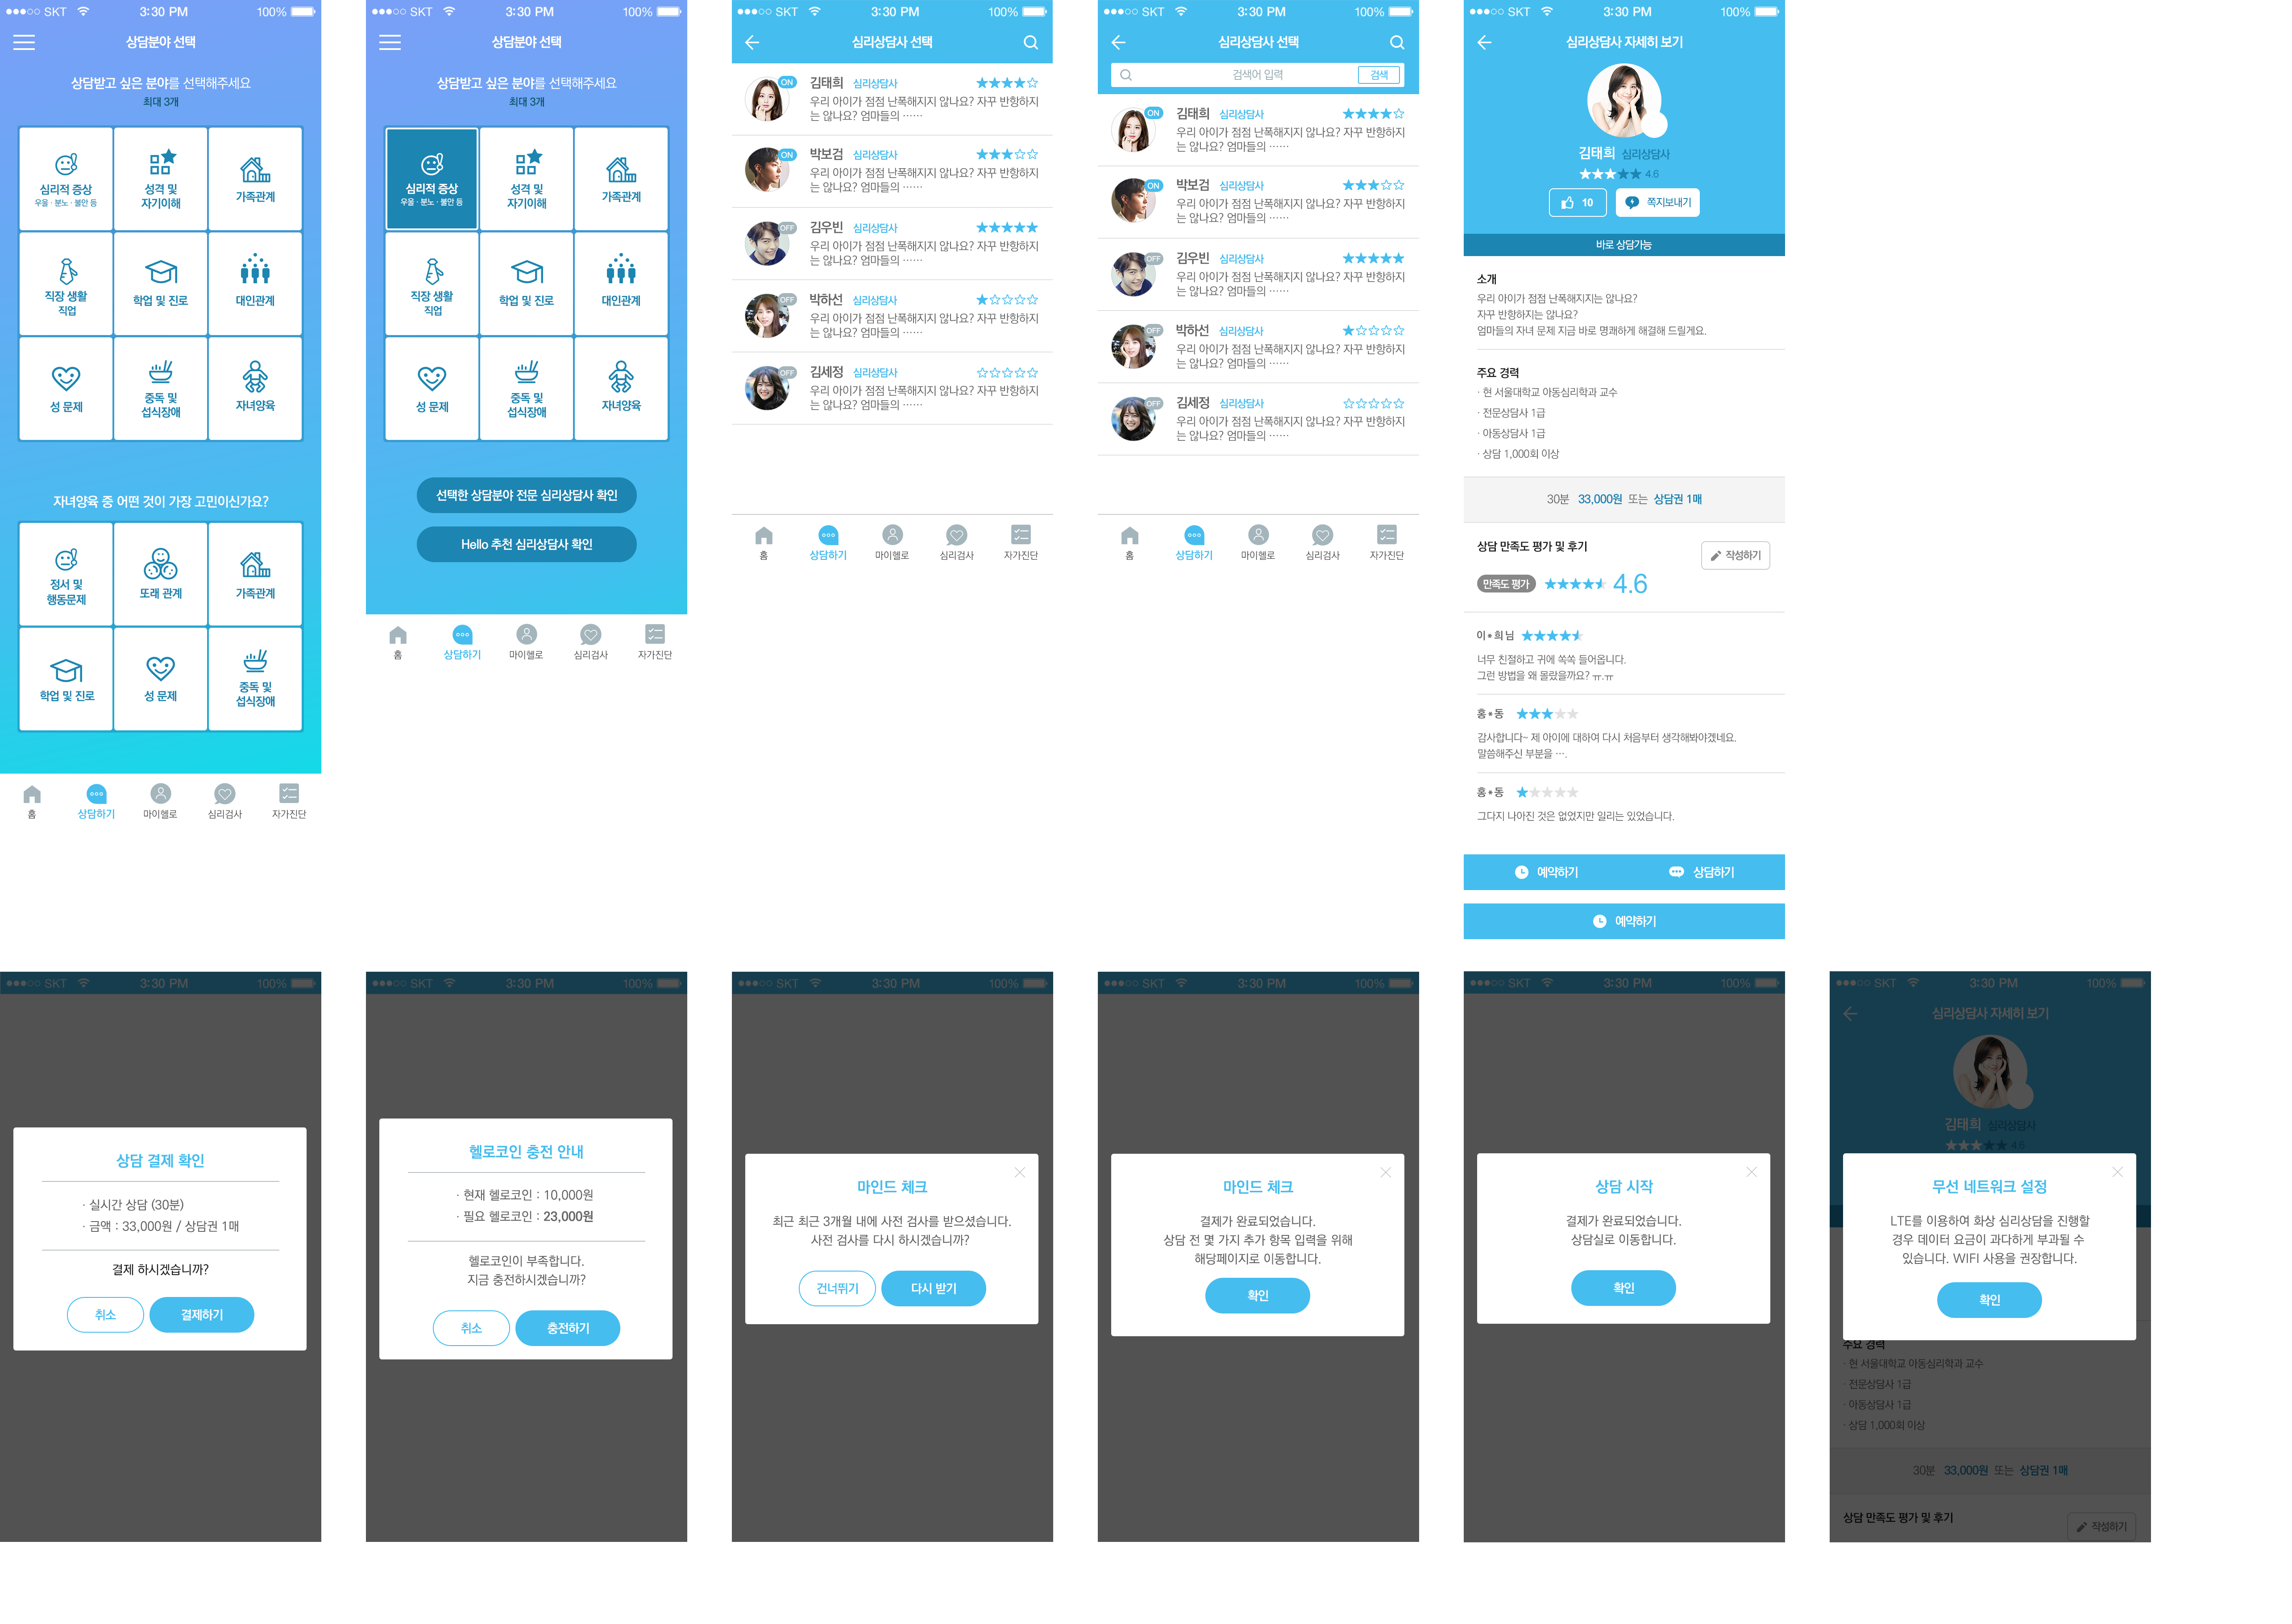 SKT 3:30 PM 100%
상담분야 선택
상담받고 싶은 분야를 선택해주세요
최대 3개
심리적 증상
우울 · 분노 · 불안 등
성격 및
자기이해
가족관계
직장 생활
직업
학업 및 진로
대인관계
성 문제
중독 및
섭식장애
자녀양육
자녀양육 중 어떤 것이 가장 고민이신가요?
정서 및
행동문제
또래 관계
가족관계
학업 및 진로
성 문제
중독 및
섭식장애
홈 상담하기 마이헬로 심리검사 자가진단
SKT 3:30 PM 100%
상담분야 선택
상담받고 싶은 분야를 선택해주세요
최대 3개
심리적 증상
우울 · 분노 · 불안 등
성격 및
자기이해
가족관계
직장 생활
직업
학업 및 진로
대인관계
성 문제
중독 및
섭식장애
자녀양육
선택한 상담분야 전문 심리상담사 확인
Hello 추천 심리상담사 확인
홈 상담하기 마이헬로 심리검사 자가진단
SKT 3:30 PM 100%
심리상담사 선택
ON 김태희 심리상담사
우리 아이가 점점 난폭해지지 않나요? 자꾸 반항하지
는 않나요? 엄마들의 ……
ON 박보검 심리상담사
우리 아이가 점점 난폭해지지 않나요? 자꾸 반항하지
는 않나요? 엄마들의 ……
OFF 김우빈 심리상담사
우리 아이가 점점 난폭해지지 않나요? 자꾸 반항하지
는 않나요? 엄마들의 ……
OFF 박하선 심리상담사
우리 아이가 점점 난폭해지지 않나요? 자꾸 반항하지
는 않나요? 엄마들의 ……
OFF 김세정 심리상담사
우리 아이가 점점 난폭해지지 않나요? 자꾸 반항하지
는 않나요? 엄마들의 ……
홈 상담하기 마이헬로 심리검사 자가진단
SKT 3:30 PM 100%
심리상담사 선택
검색어 입력 검색
ON 김태희 심리상담사
우리 아이가 점점 난폭해지지 않나요? 자꾸 반항하지
는 않나요? 엄마들의 ……
ON 박보검 심리상담사
우리 아이가 점점 난폭해지지 않나요? 자꾸 반항하지
는 않나요? 엄마들의 ……
OFF 김우빈 심리상담사
우리 아이가 점점 난폭해지지 않나요? 자꾸 반항하지
는 않나요? 엄마들의 ……
OFF 박하선 심리상담사
우리 아이가 점점 난폭해지지 않나요? 자꾸 반항하지
는 않나요? 엄마들의 ……
OFF 김세정 심리상담사
우리 아이가 점점 난폭해지지 않나요? 자꾸 반항하지
는 않나요? 엄마들의 ……
홈 상담하기 마이헬로 심리검사 자가진단
SKT 3:30 PM 100%
심리상담사 자세히 보기
김태희 심리상담사
4.6
10 쪽지보내기
바로 상담가능
소개
우리 아이가 점점 난폭해지지는 않나요?
자꾸 반항하지는 않나요?
엄마들의 자녀 문제 지금 바로 명쾌하게 해결해 드릴게요.
주요 경력
· 현 서울대학교 아동심리학과 교수
· 전문상담사 1급
· 아동상담사 1급
· 상담 1,000회 이상
30분 33,000원 또는 상담권 1매
상담 만족도 평가 및 후기
작성하기
만족도 평가 4.6
이*희님
너무 친절하고 귀에 쏙쏙 들어옵니다.
그런 방법을 왜 몰랐을까요? ㅠ.ㅠ
홍*동
감사합니다~ 제 아이에 대하여 다시 처음부터 생각해봐야겠네요.
말씀해주신 부분을 ….
홍*동
그다지 나아진 것은 없었지만 일리는 있었습니다.
예약하기 상담하기
예약하기
SKT 3:30 PM 100%
상담 결제 확인
· 실시간 상담 (30분)
· 금액 : 33,000원 / 상담권 1매
결제 하시겠습니까?
취소 결제하기
SKT 3:30 PM 100%
헬로코인 충전 안내
· 현재 헬로코인 : 10,000원
· 필요 헬로코인 : 23,000원
헬로코인이 부족합니다.
지금 충전하시겠습니까?
취소 충전하기
SKT 3:30 PM 100%
마인드 체크
최근 최근 3개월 내에 사전 검사를 받으셨습니다.
사전 검사를 다시 하시겠습니까?
건너뛰기 다시 받기
SKT 3:30 PM 100%
마인드 체크
결제가 완료되었습니다.
상담 전 몇 가지 추가 항목 입력을 위해
해당페이지로 이동합니다.
확인
SKT 3:30 PM 100%
상담 시작
결제가 완료되었습니다.
상담실로 이동합니다.
확인
SKT 3:30 PM 100%
심리상담사 자세히 보기
김태희 심리상담사
4.6
무선 네트워크 설정
LTE를 이용하여 화상 심리상담을 진행할
경우 데이터 요금이 과다하게 부과될 수
있습니다. WIFI 사용을 권장합니다.
확인
주요 경력
· 현 서울대학교 아동심리학과 교수
· 전문상담사 1급
· 아동상담사 1급
· 상담 1,000회 이상
30분 33,000원 또는 상담권 1매
상담 만족도 평가 및 후기
작성하기